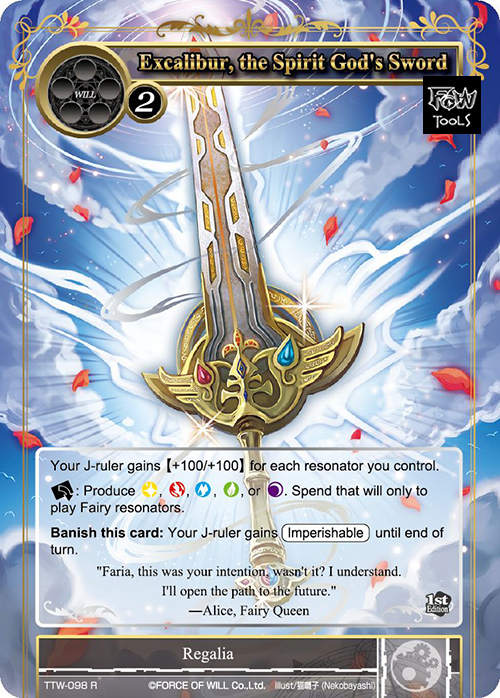 Excalibur, the Spirit God's Sword
WILL
2
FOW
TOOLS
Your J-ruler gains 【+100/+100】 for each resonator you control.
: Produce , , , , or . Spend that will only to
play Fairy resonators.
Banish this card: Your J-ruler gains Imperishable until end of
turn.
"Faria, this was your intention, wasn't it? I understand.
I'll open the path to the future."
—Alice, Fairy Queen
1st
Edition
Regalia
TTW-098 R ©FORCE OF WILL Co.,Ltd. Illust/猫囃子 (Nekobayashi)